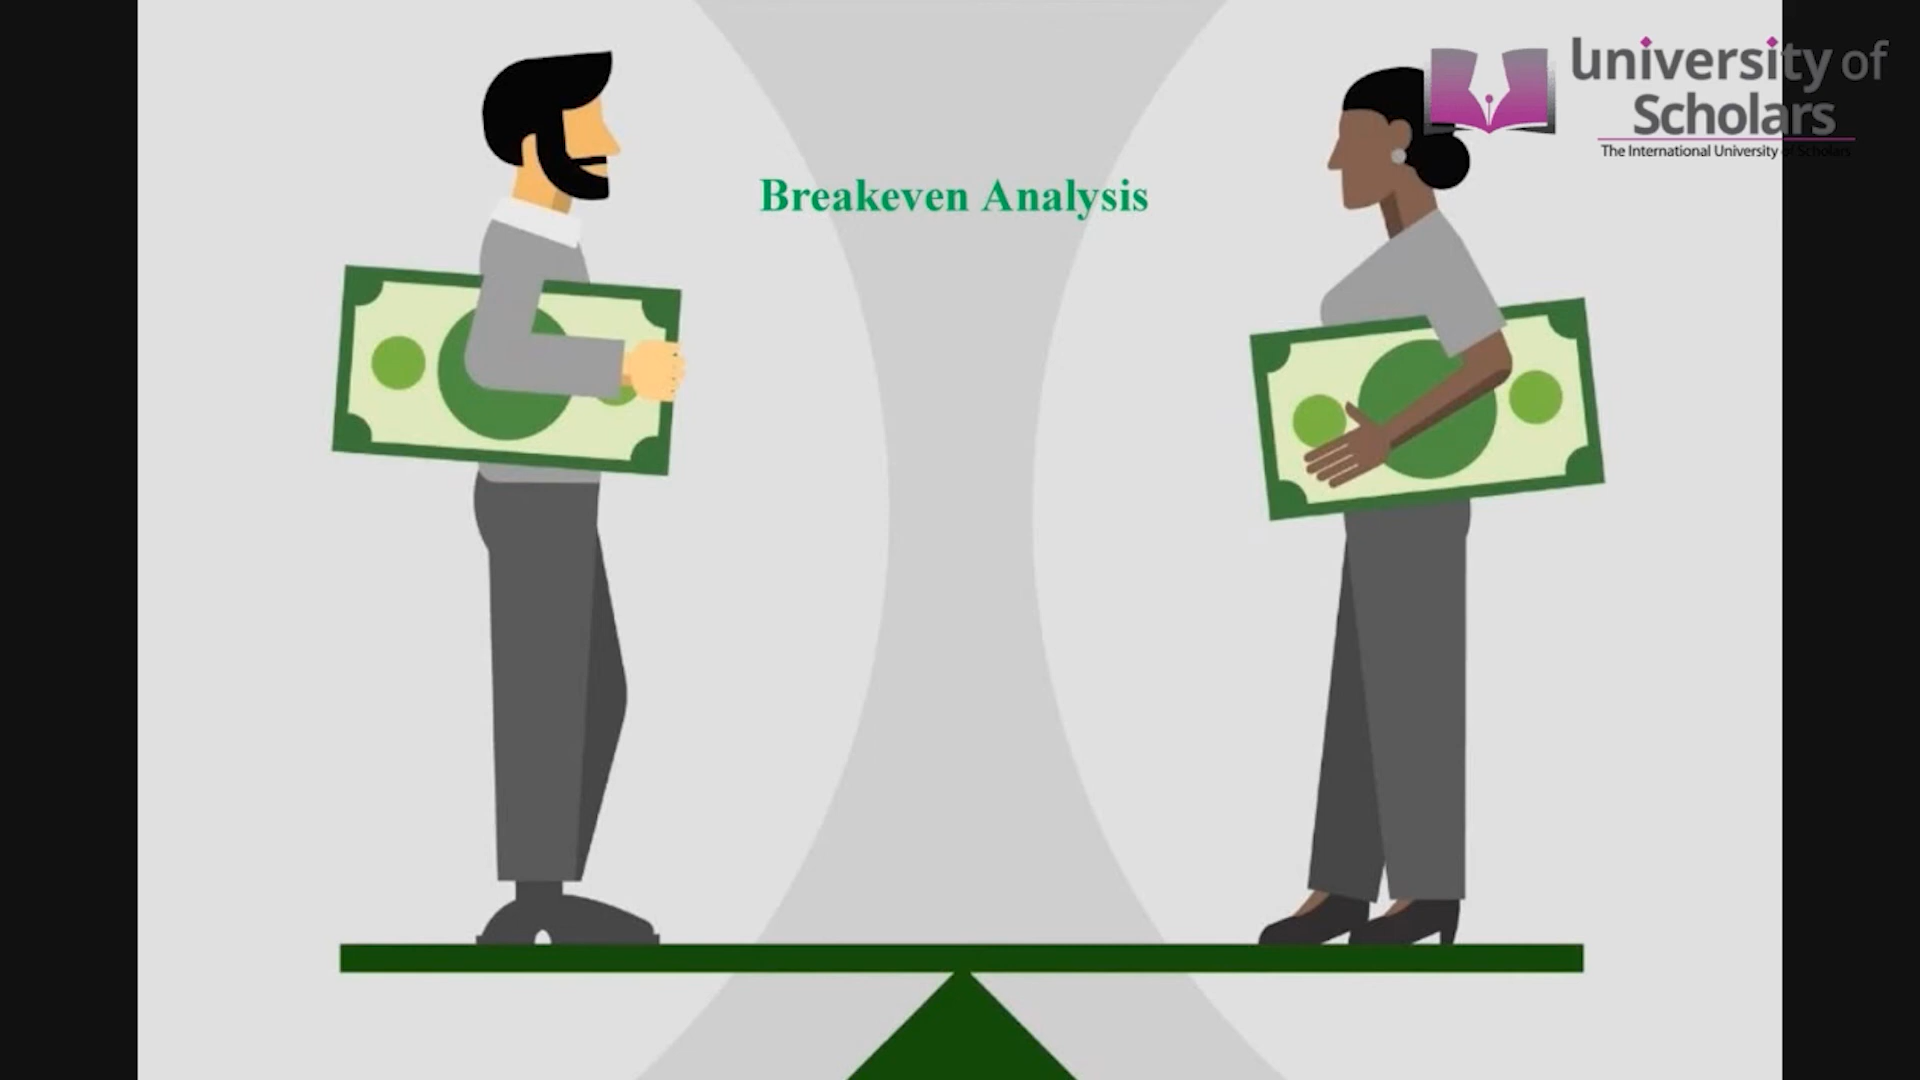 University of
Scholars
The International University of Scholars
Breakeven Analysis